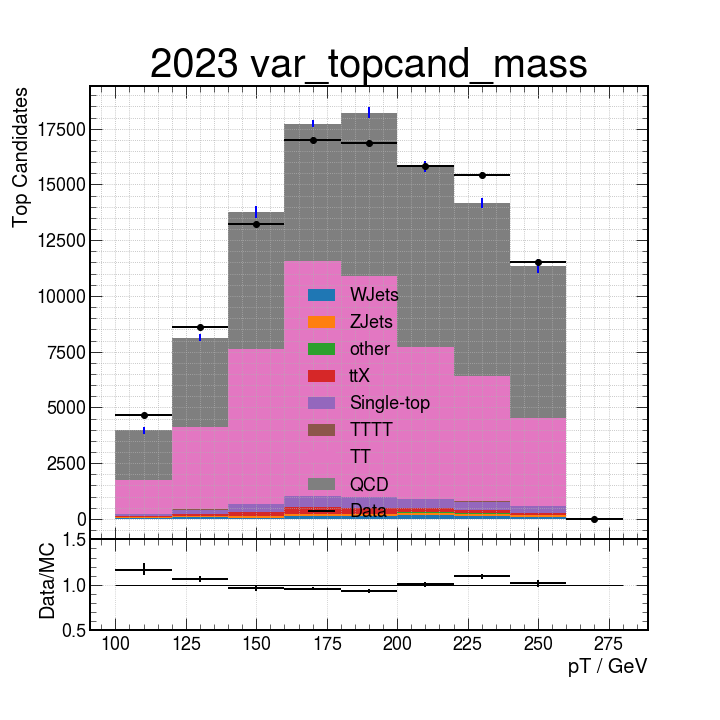 2023 var_topcand_mass
Top Candidates
17500
15000
12500
10000
7500
5000
2500
0
WJets
ZJets
other
ttX
Single-top
TTTT
TT
QCD
Data
Data/MC
1.5
1.0
0.5
100 125 150 175 200 225 250 275
pT / GeV